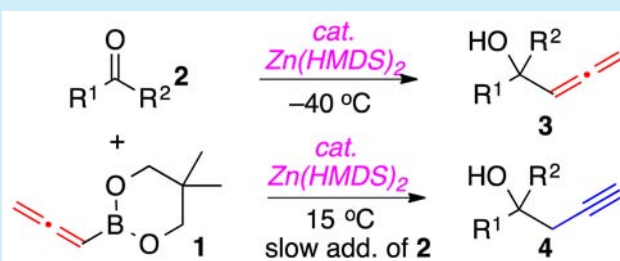 O
R¹ R² 2
+
O
B
O 1
cat.
Zn(HMDS)₂
–40 ºC
HO R²
R¹
3
cat.
Zn(HMDS)₂
15 ºC
slow add. of 2
HO R²
R¹
4